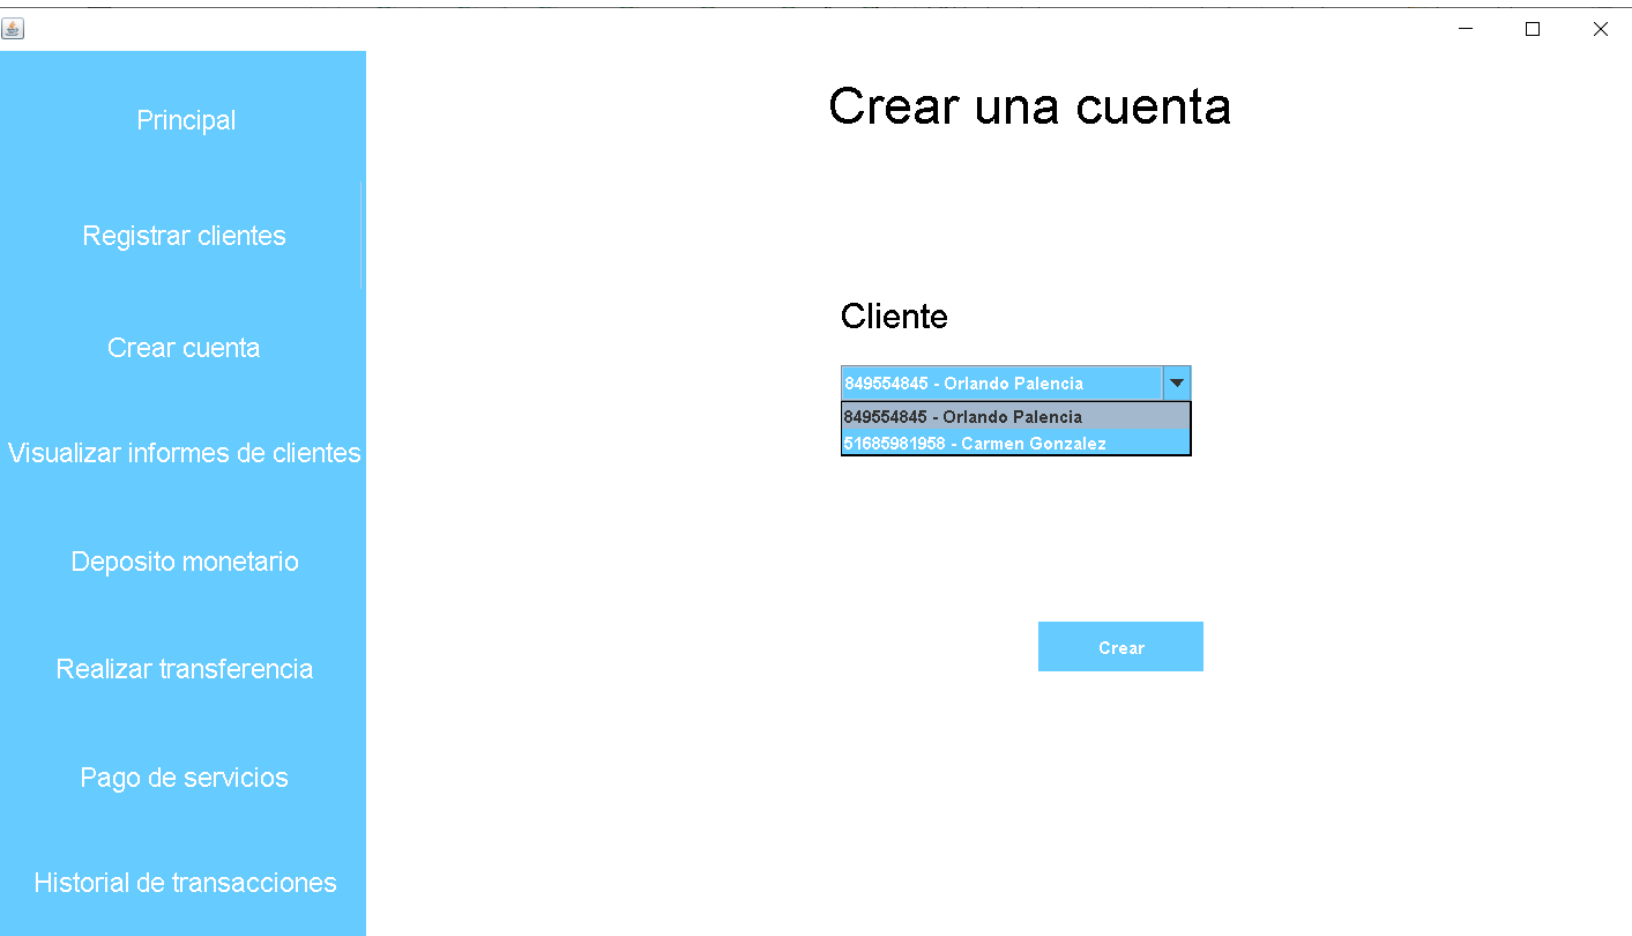 Principal
Registrar clientes
Crear cuenta
Visualizar informes de clientes
Deposito monetario
Realizar transferencia
Pago de servicios
Historial de transacciones
Crear una cuenta
Cliente
849554845 - Orlando Palencia
849554845 - Orlando Palencia
51685981958 - Carmen Gonzalez
Crear